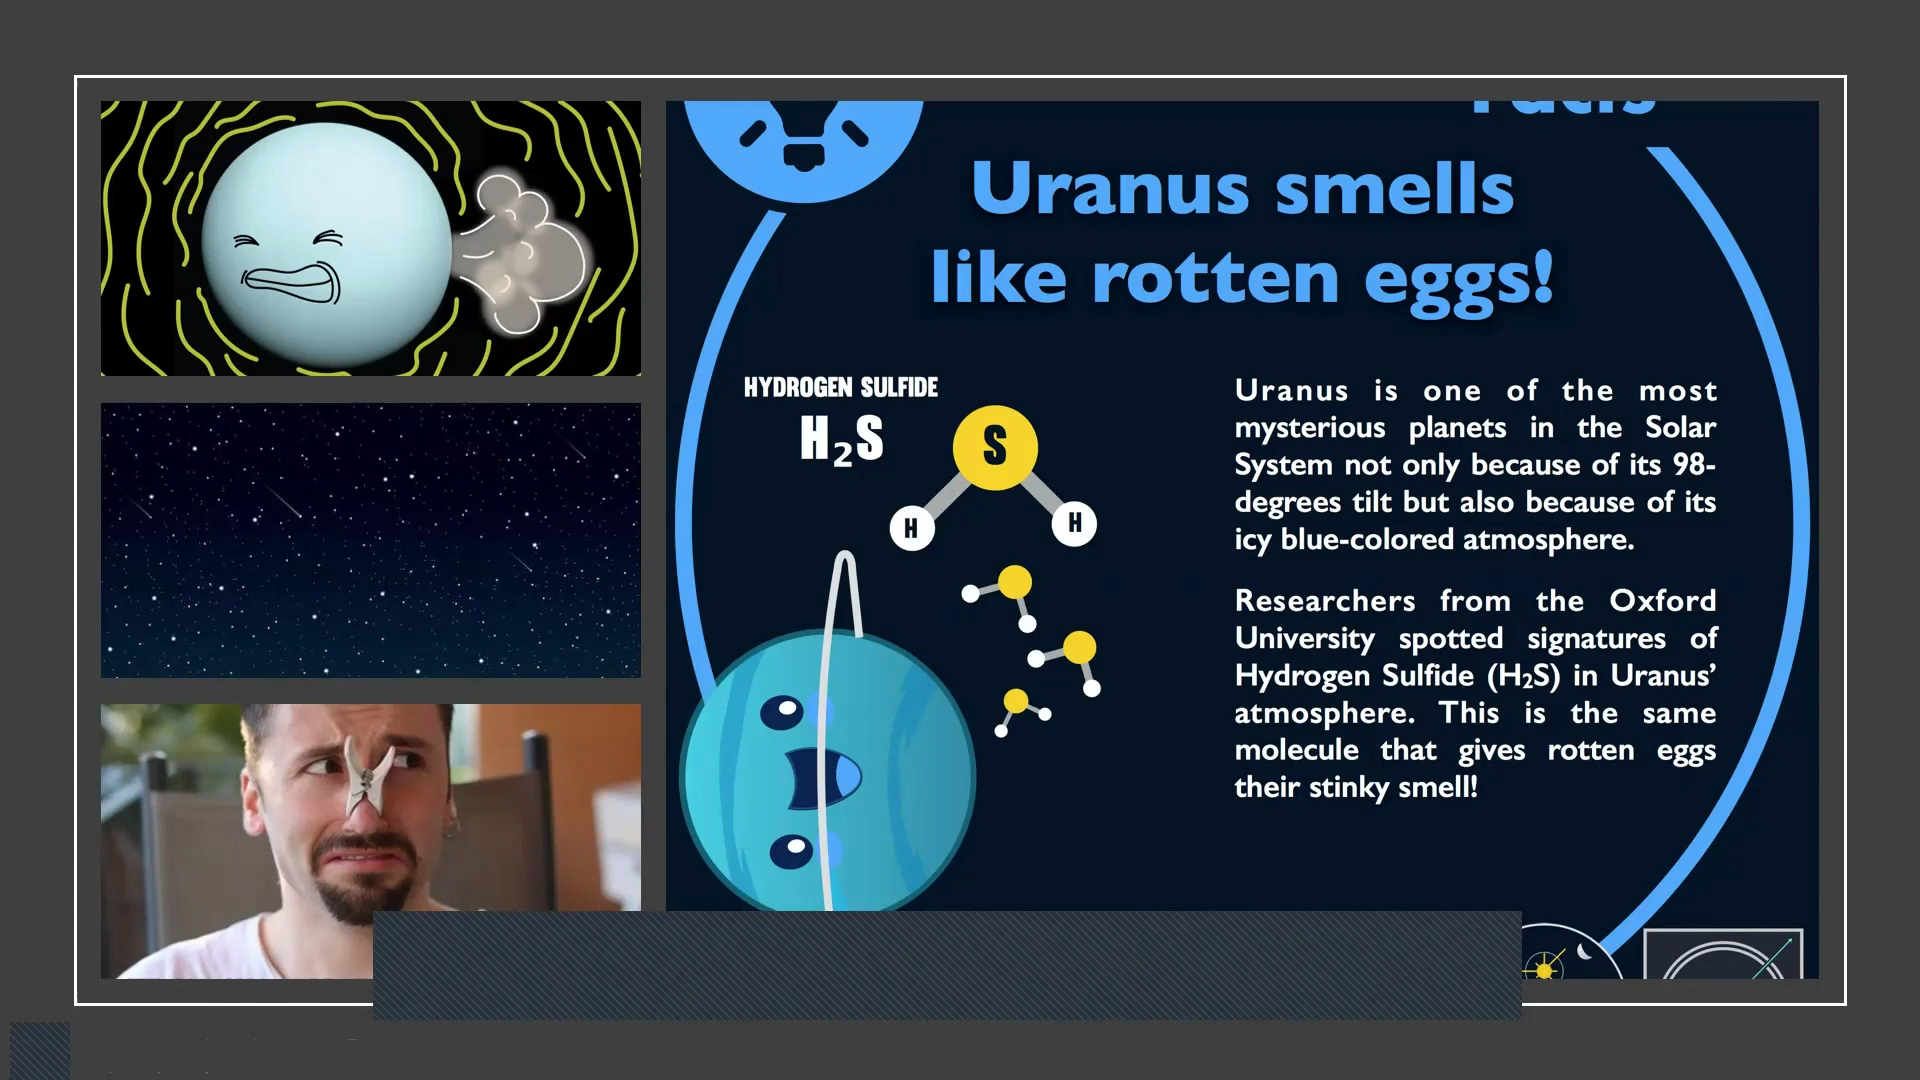 Uranus smells
like rotten eggs!
HYDROGEN SULFIDE
H₂S
S
H
H
Uranus is one of the most
mysterious planets in the Solar
System not only because of its 98-
degrees tilt but also because of its
icy blue-colored atmosphere.
Researchers from the Oxford
University spotted signatures of
Hydrogen Sulfide (H₂S) in Uranus’
atmosphere. This is the same
molecule that gives rotten eggs
their stinky smell!